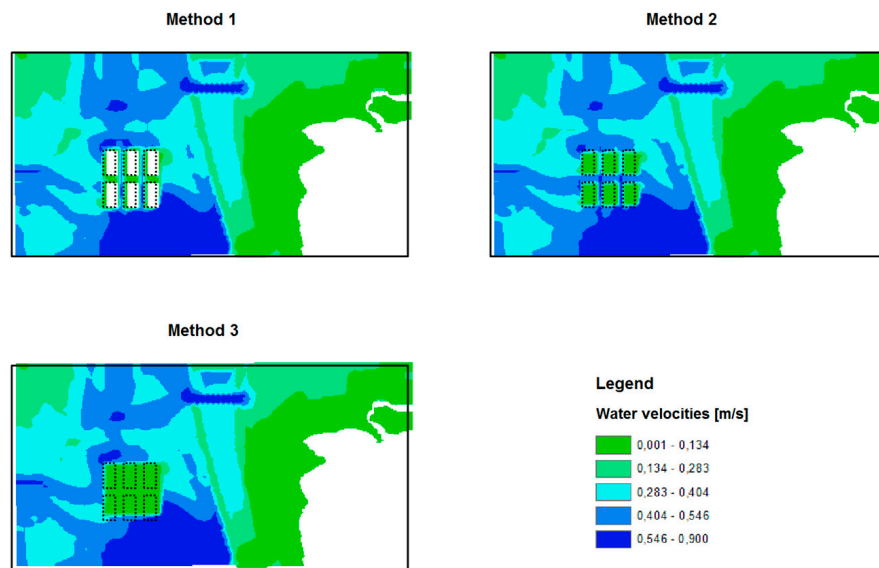 Method 1
Method 2
Method 3
Legend
Water velocities [m/s]
0,001 - 0,134
0,134 - 0,283
0,283 - 0,404
0,404 - 0,546
0,546 - 0,900